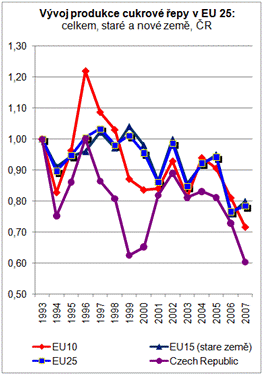 Vývoj produkce cukrové řepy v EU 25:
celkem, staré a nové země, ČR
1,30
1,20
1,10
1,00
0,90
0,80
0,70
0,60
0,50
1993 1994 1995 1996 1997 1998 1999 2000 2001 2002 2003 2004 2005 2006 2007
EU10 EU15 (stare země)
EU25 Czech Republic